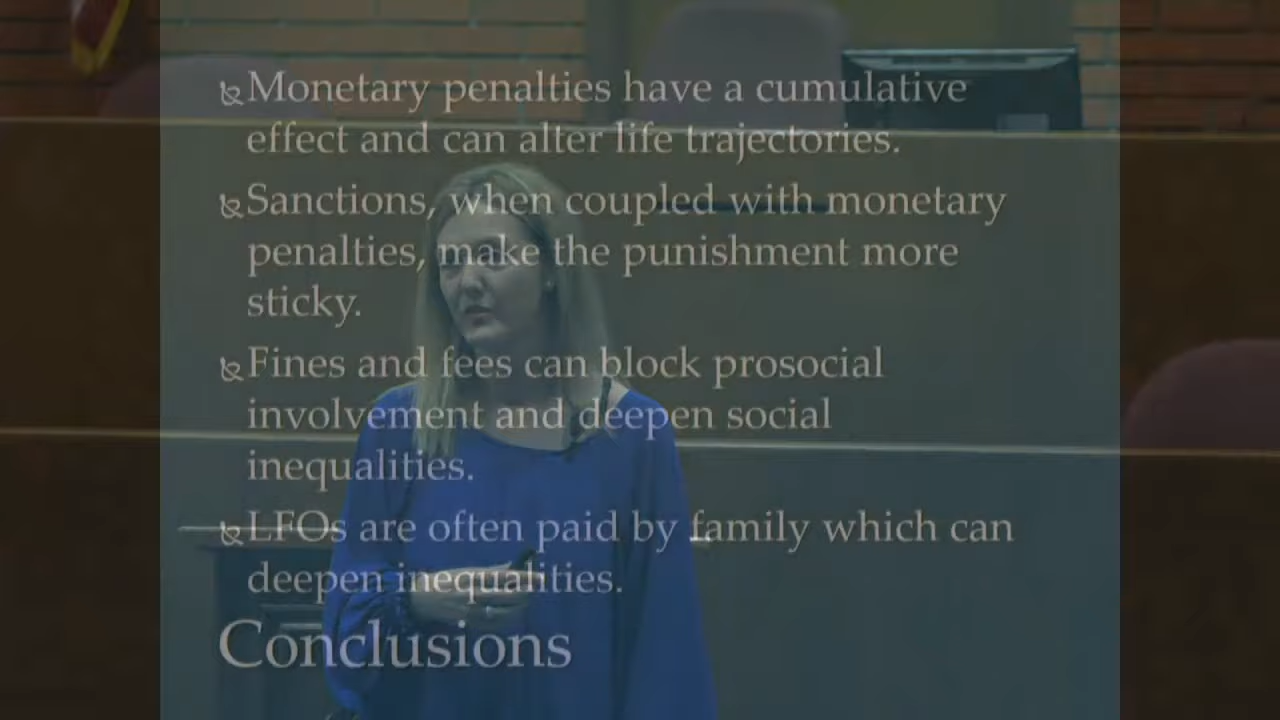 Monetary penalties have a cumulative
effect and can alter life trajectories.
Sanctions, when coupled with monetary
penalties, make the punishment more
sticky.
Fines and fees can block prosocial
involvement and deepen social
inequalities.
LFOs are often paid by family which can
deepen inequalities.
Conclusions